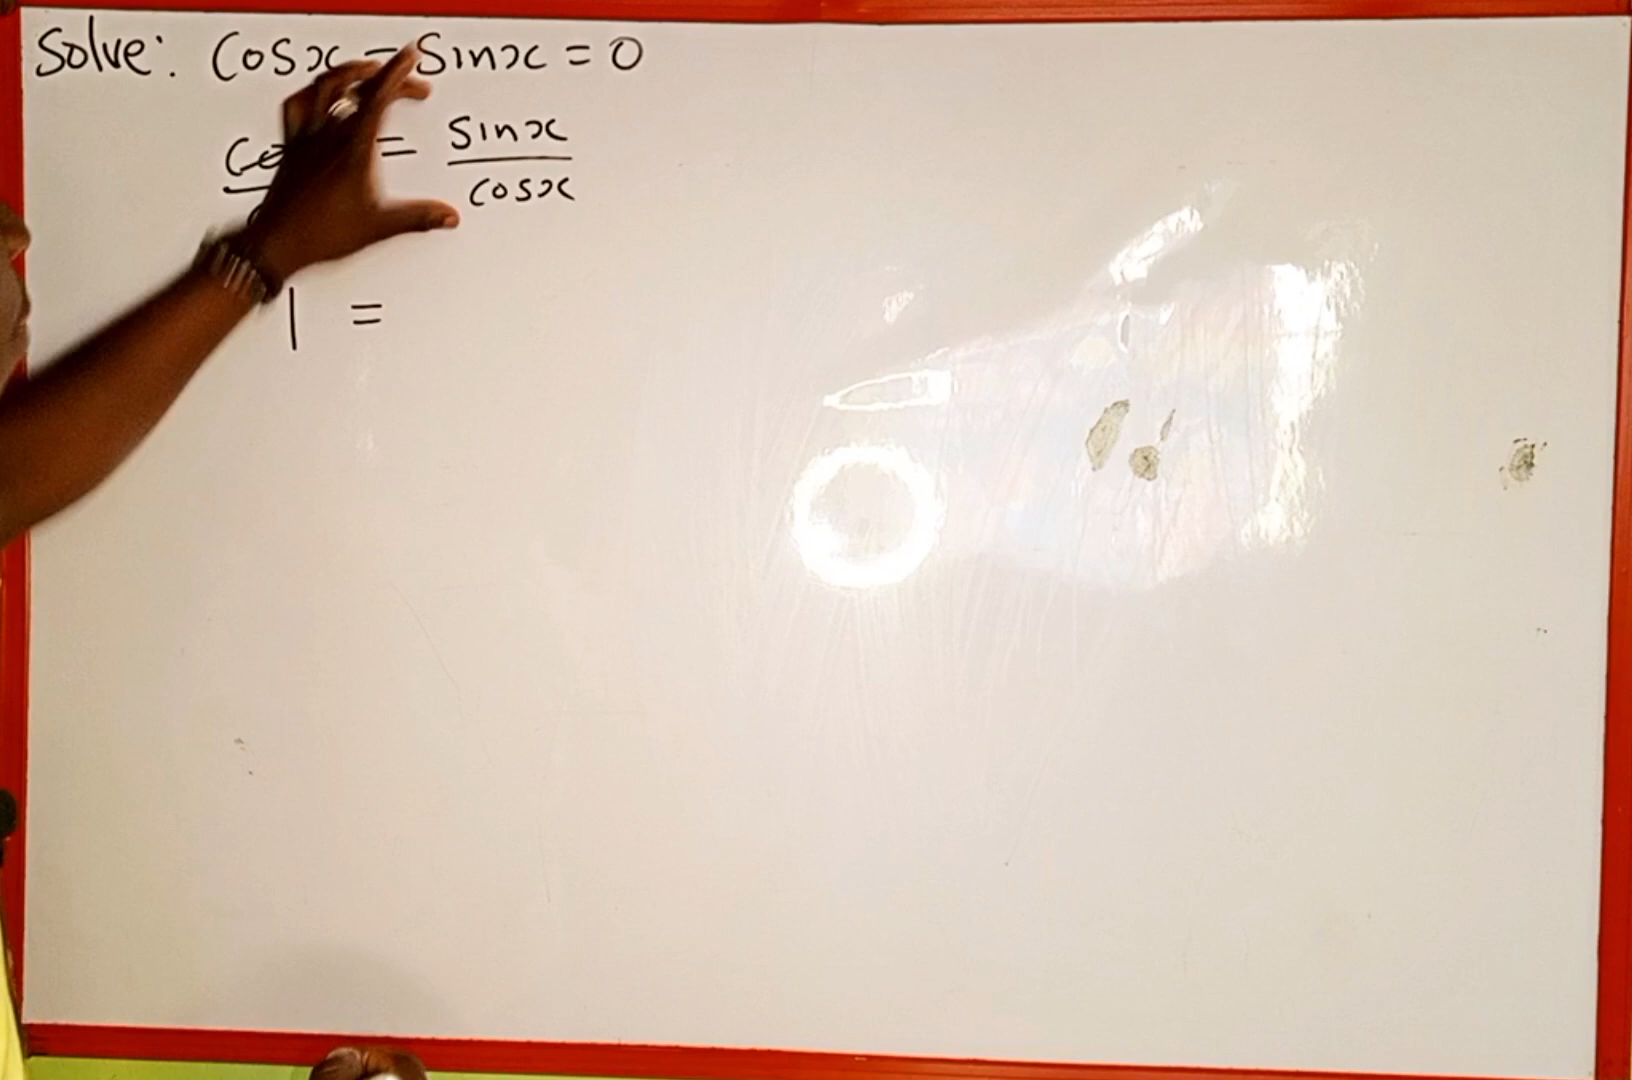 Solve: Cosx - Sinx = 0
= sinx / cosx
1 =